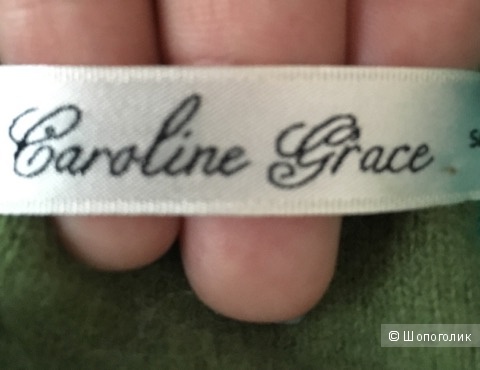 Caroline Grace
© Шопоголик